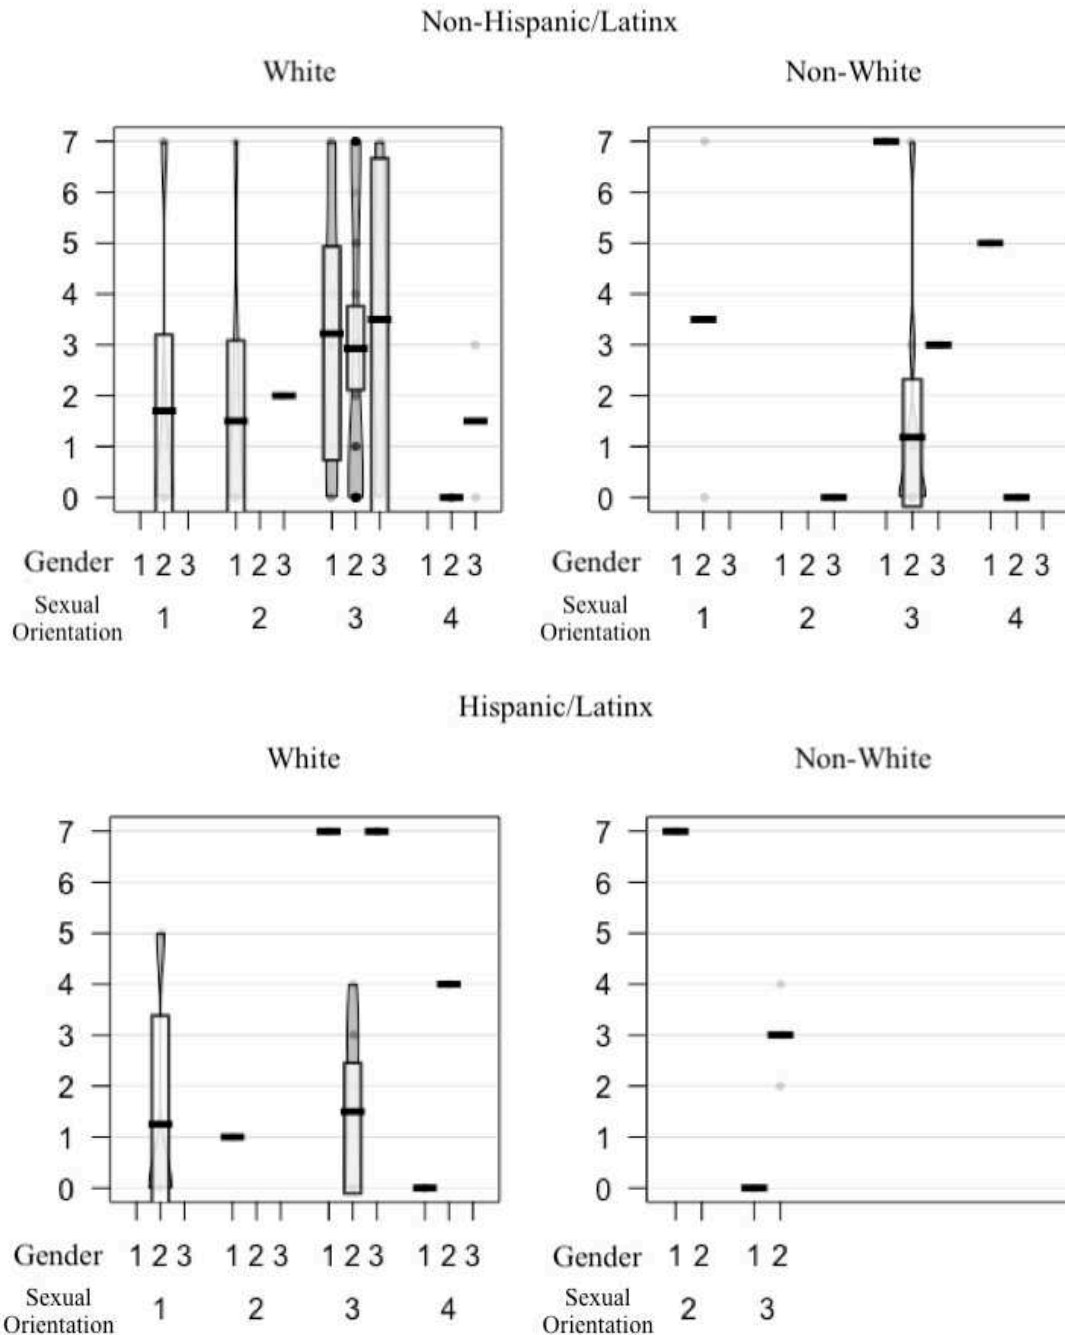 Non-Hispanic/Latinx
White
Non-White
7
6
5
4
3
2
1
0
7
6
5
4
3
2
1
0
Gender 1 2 3 1 2 3 1 2 3 1 2 3
1 2 3 1 2 3 1 2 3 1 2 3
Sexual
Orientation
1 2 3 4
1 2 3 4
Hispanic/Latinx
White
Non-White
7
6
5
4
3
2
1
0
7
6
5
4
3
2
1
0
Gender 1 2 3 1 2 3 1 2 3 1 2 3
Sexual
Orientation
1 2 3 4
Gender 1 2 1 2
Sexual
Orientation
2 3